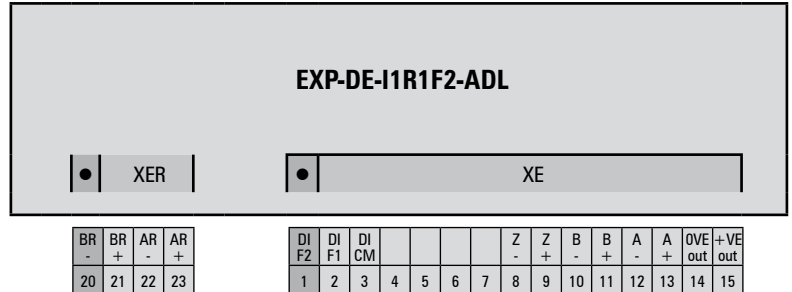 EXP-DE-I1R1F2-ADL
XER XE
BR BR AR AR DI DI DI Z Z B B A A 0VE +VE
- + - + F2 F1 CM - + - + - + out out
20 21 22 23 1 2 3 4 5 6 7 8 9 10 11 12 13 14 15